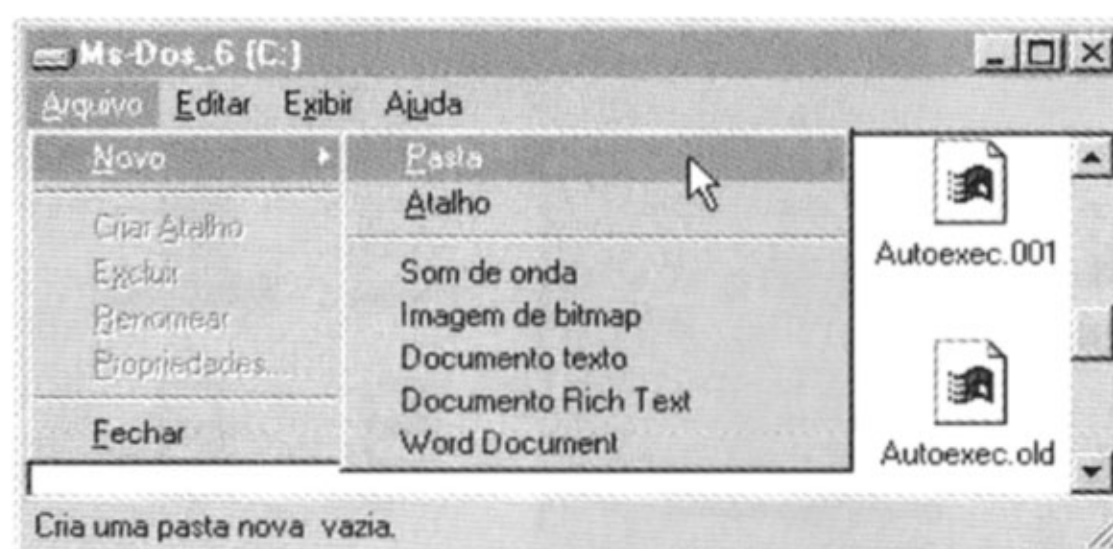 Ms-Dos_6 (C:)
Arquivo Editar Exibir Ajuda
Novo
Criar Atalho
Excluir
Renomear
Propriedades...
Fechar
Pasta
Atalho
Som de onda
Imagem de bitmap
Documento texto
Documento Rich Text
Word Document
Autoexec.001
Autoexec.old
Cria uma pasta nova vazia.